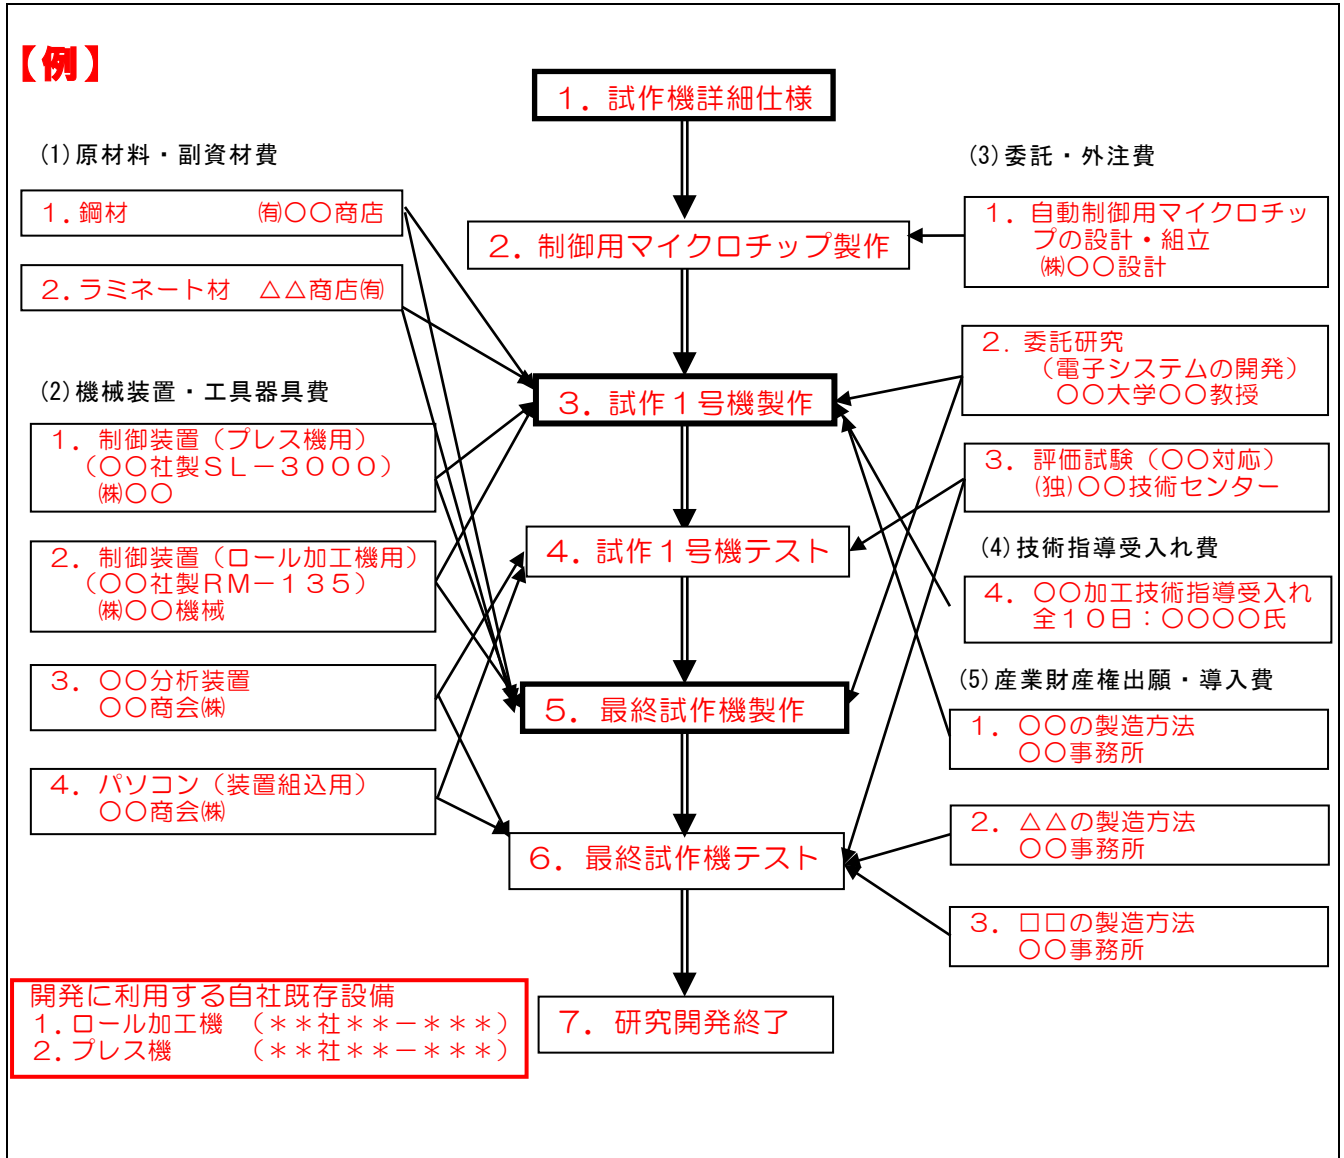 【例】
1．試作機詳細仕様
(1)原材料・副資材費
1．鋼材　㈲〇〇商店
2．ラミネート材　△△商店㈲
(2)機械装置・工具器具費
1．制御装置（プレス機用）
（〇〇社製ＳＬ－３０００）
㈱〇〇
2．制御装置（ロール加工機用）
（〇〇社製ＲＭ－１３５）
㈱〇〇機械
3．〇〇分析装置
〇〇商会㈱
4．パソコン（装置組込用）
〇〇商会㈱
2．制御用マイクロチップ製作
3．試作１号機製作
4．試作１号機テスト
5．最終試作機製作
6．最終試作機テスト
7．研究開発終了
(3)委託・外注費
1．自動制御用マイクロチッ
プの設計・組立
㈱〇〇設計
2．委託研究
（電子システムの開発）
〇〇大学〇〇教授
3．評価試験（〇〇対応）
(独)〇〇技術センター
(4)技術指導受入れ費
4．〇〇加工技術指導受入れ
全１０日：〇〇〇〇氏
(5)産業財産権出願・導入費
1．〇〇の製造方法
〇〇事務所
2．△△の製造方法
〇〇事務所
3．□□の製造方法
〇〇事務所
開発に利用する自社既存設備
1．ロール加工機　（＊＊社＊＊－＊＊＊）
2．プレス機　（＊＊社＊＊－＊＊＊）